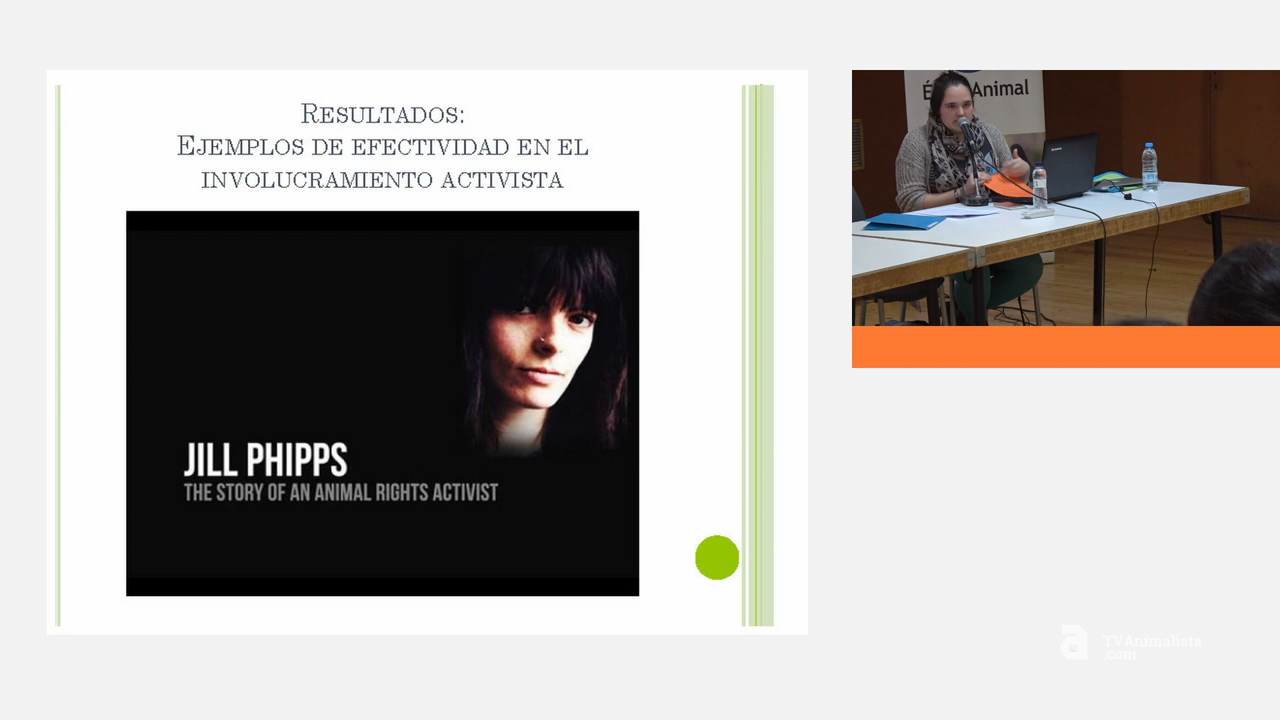 Resultados:
Ejemplos de efectividad en el
involucramiento activista
JILL PHIPPS
THE STORY OF AN ANIMAL RIGHTS ACTIVIST
Animal
lenovo
TVAnimalista
.com